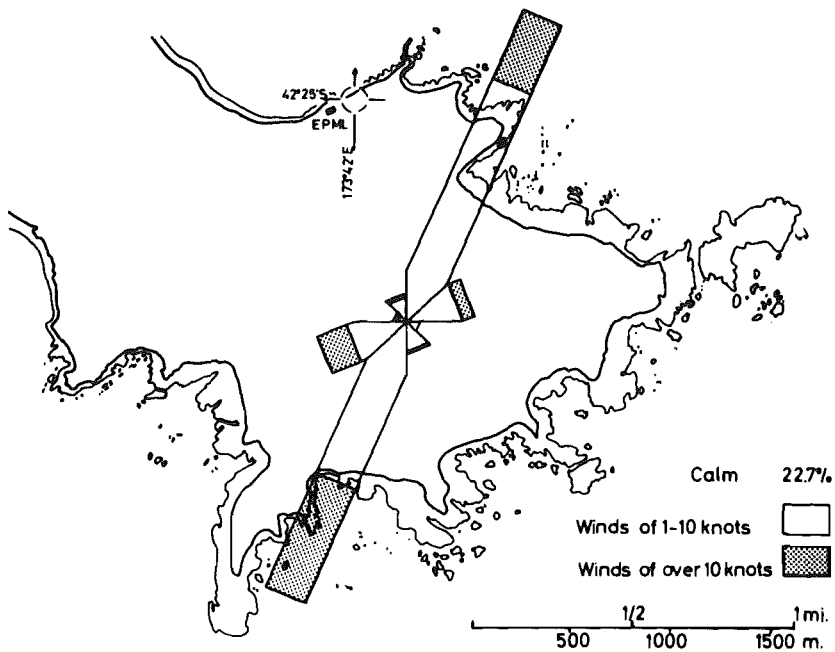 42°25'S
EPML
173°42'E
Calm 22.7%
Winds of 1-10 knots
Winds of over 10 knots
1/2 1 mi.
500 1000 1500 m.